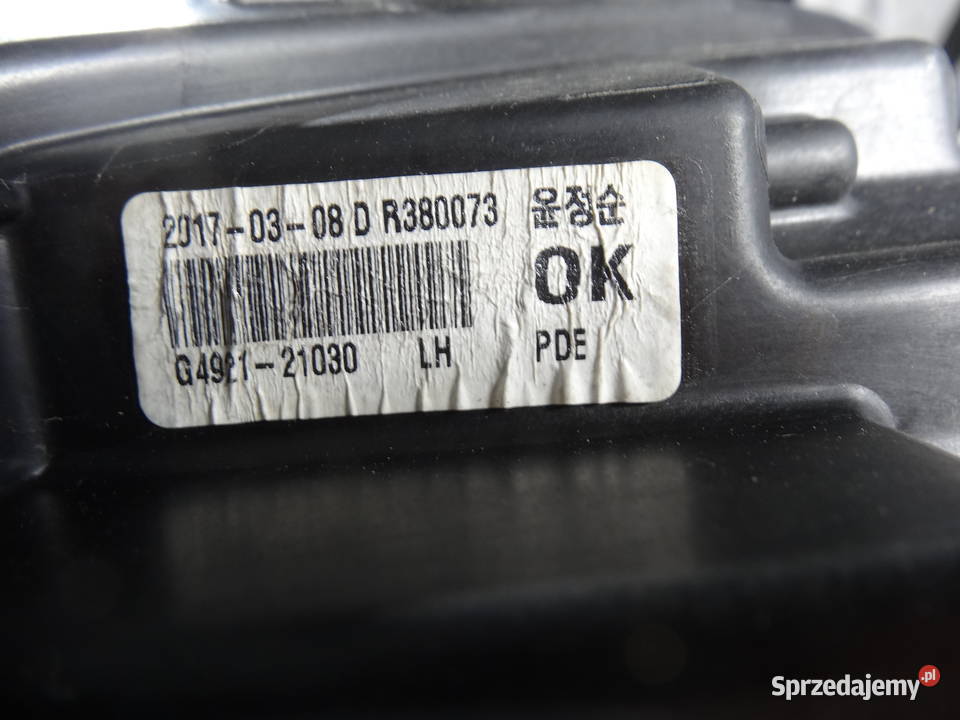 2017-03-08 D R380073 윤정순
OK
G4921-21030 LH PDE
Sprzedajemy.pl